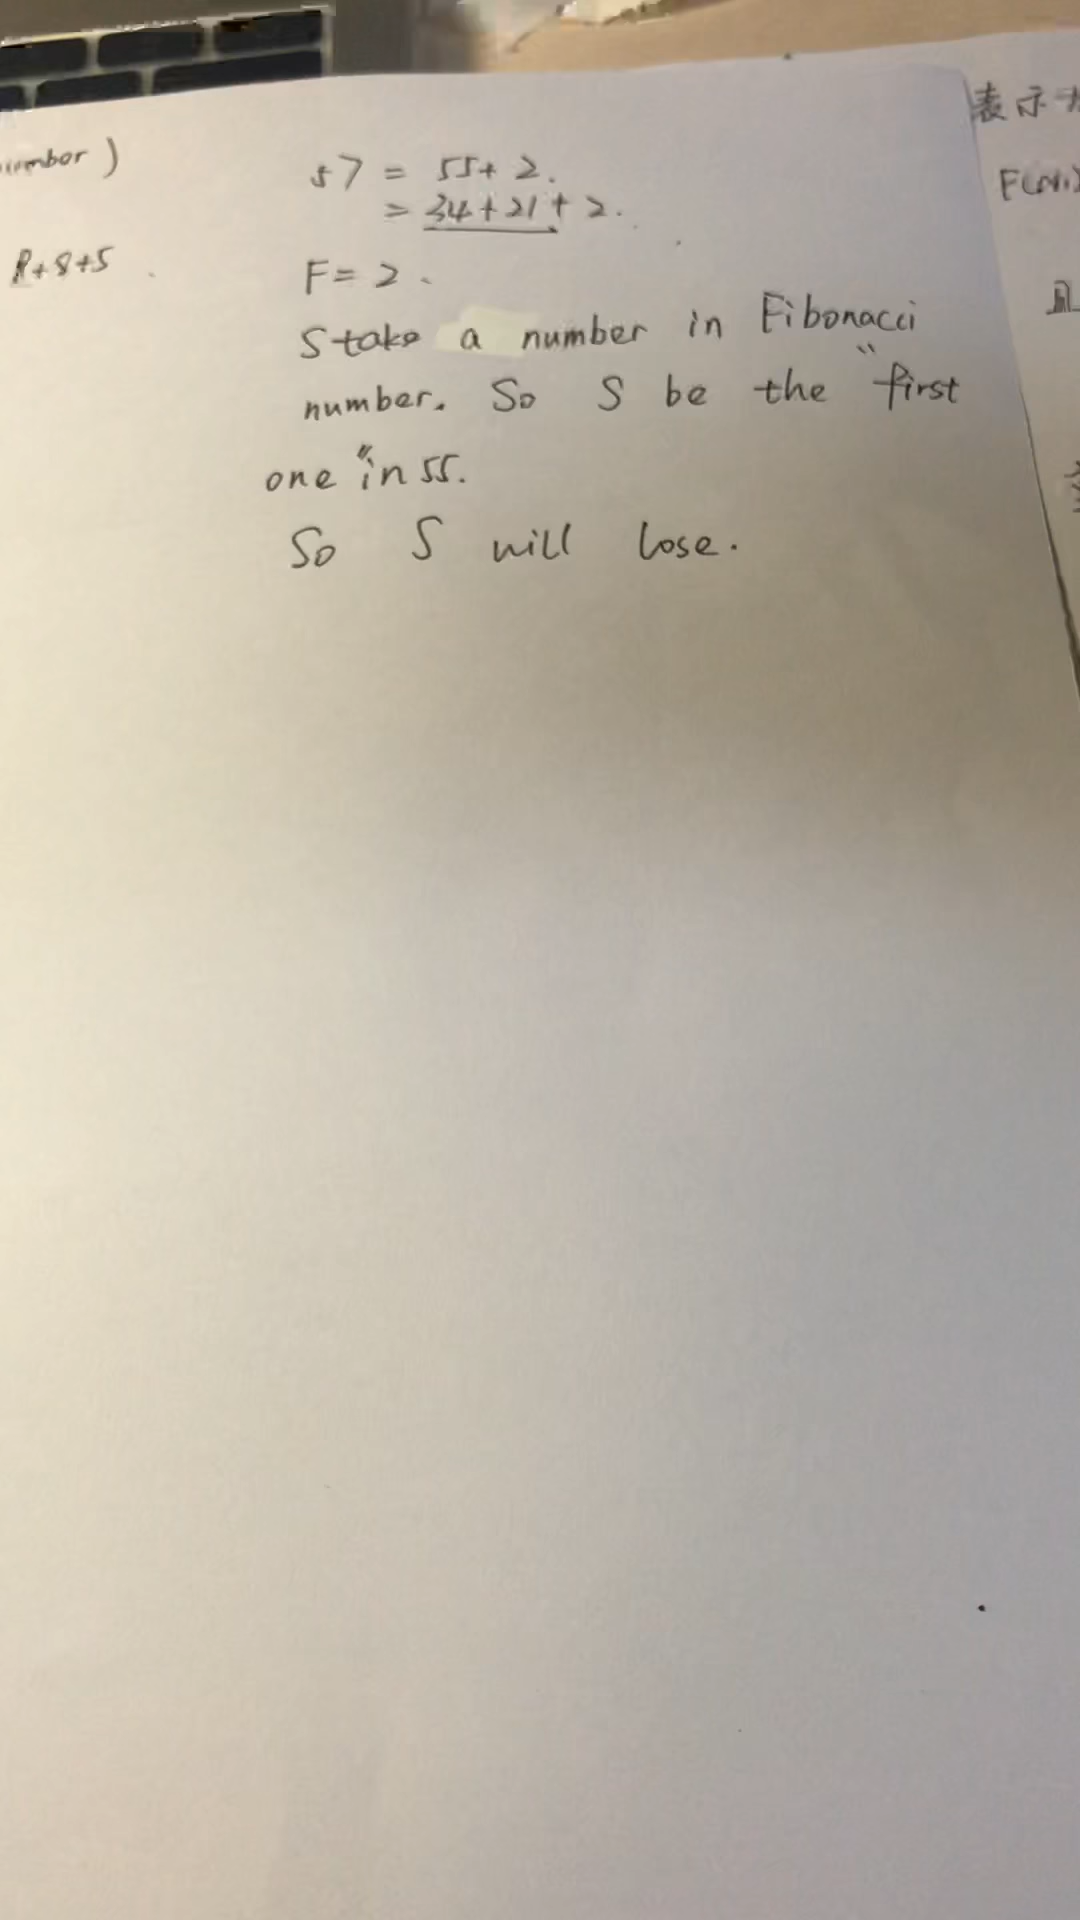 57 = 55 + 2.
= 34 + 21 + 2.
8+8+5
F = 2.
S take a number in Fibonacci
number. So S be the "first
one" in 55.
So S will lose.
表示